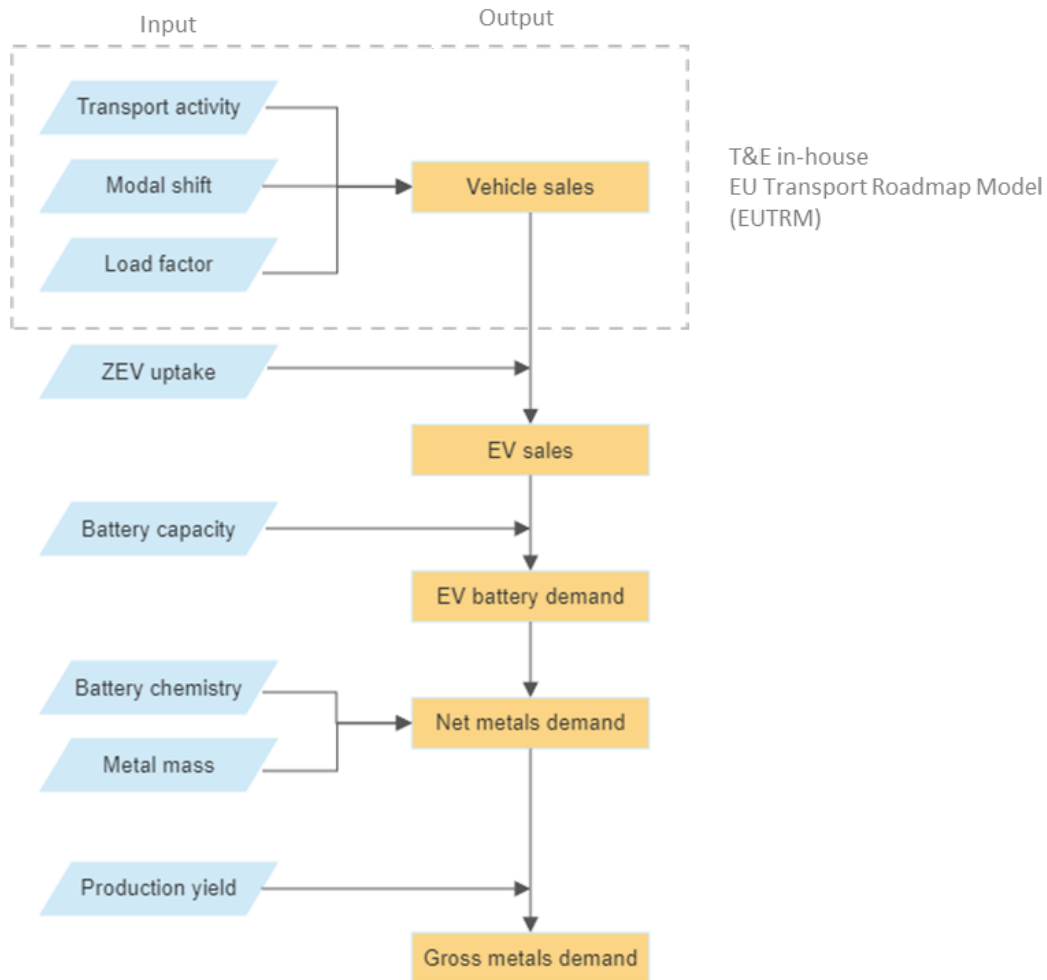 Input
Output
Transport activity
Modal shift
Vehicle sales
Load factor
T&E in-house
EU Transport Roadmap Model
(EUTRM)
ZEV uptake
EV sales
Battery capacity
EV battery demand
Battery chemistry
Net metals demand
Metal mass
Production yield
Gross metals demand